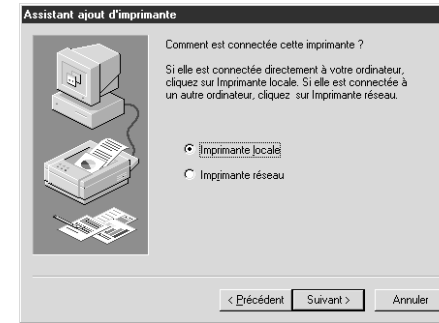 Assistant ajout d'imprimante
Comment est connectée cette imprimante ?
Si elle est connectée directement à votre ordinateur,
cliquez sur Imprimante locale. Si elle est connectée à
un autre ordinateur, cliquez sur Imprimante réseau.
Imprimante locale
Imprimante réseau
< Précédent
Suivant >
Annuler